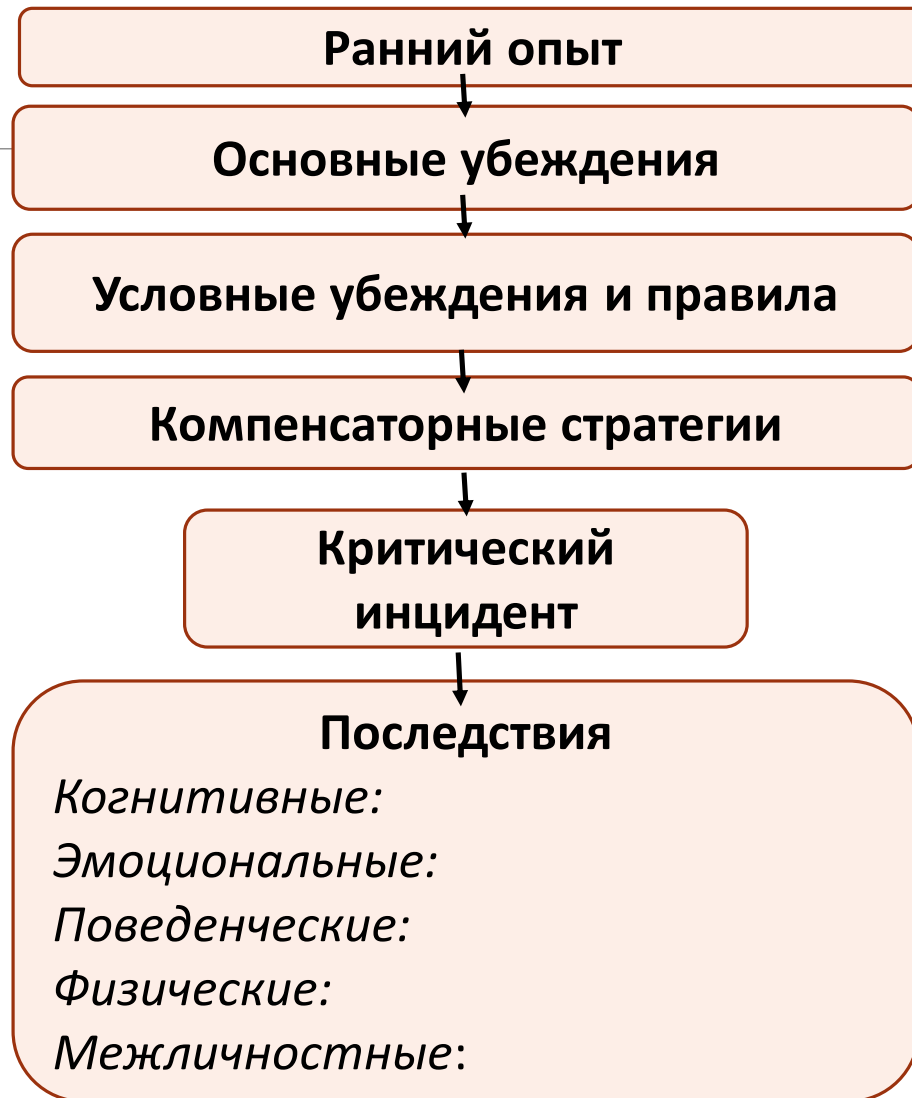 Ранний опыт
Основные убеждения
Условные убеждения и правила
Компенсаторные стратегии
Критический
инцидент
Последствия
Когнитивные:
Эмоциональные:
Поведенческие:
Физические:
Межличностные: